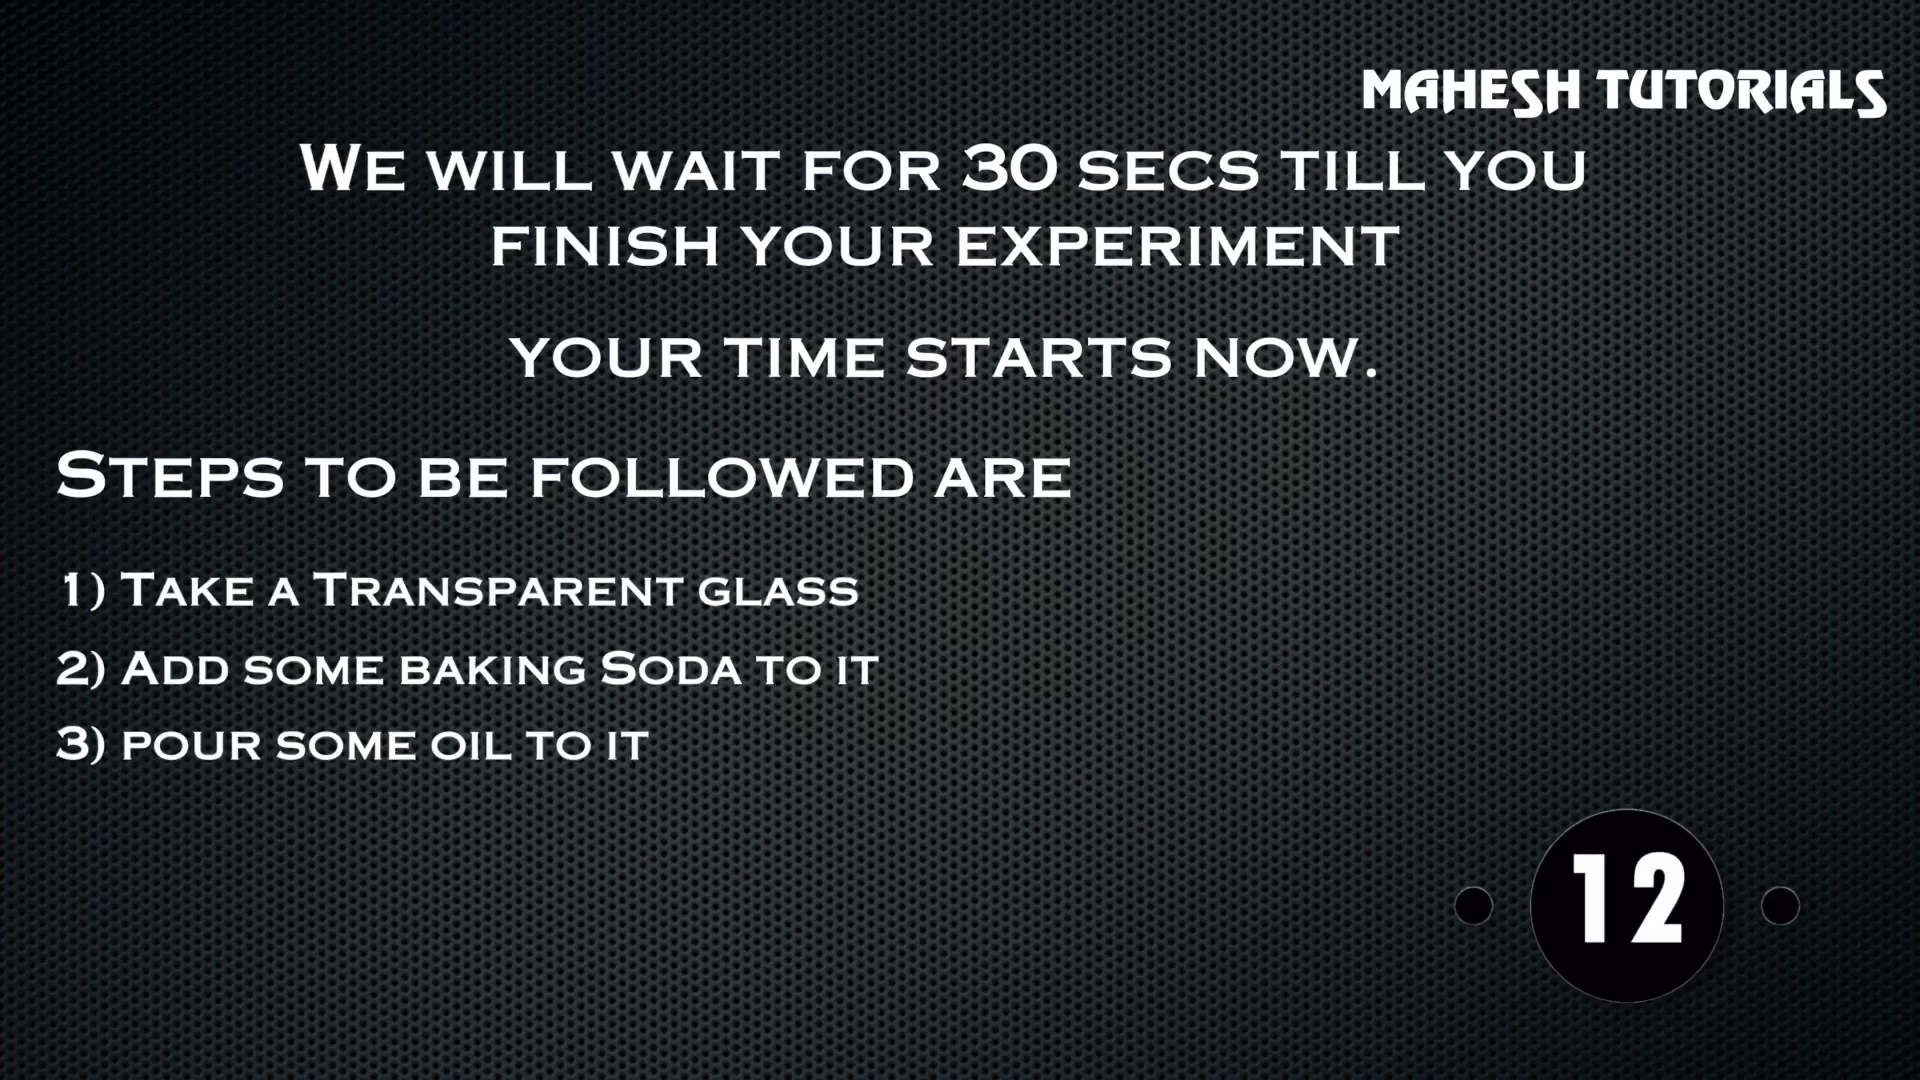 MAHESH TUTORIALS
We will wait for 30 secs till you
finish your experiment
your time starts now.
Steps to be followed are
1) Take a Transparent glass
2) Add some baking Soda to it
3) pour some oil to it
12